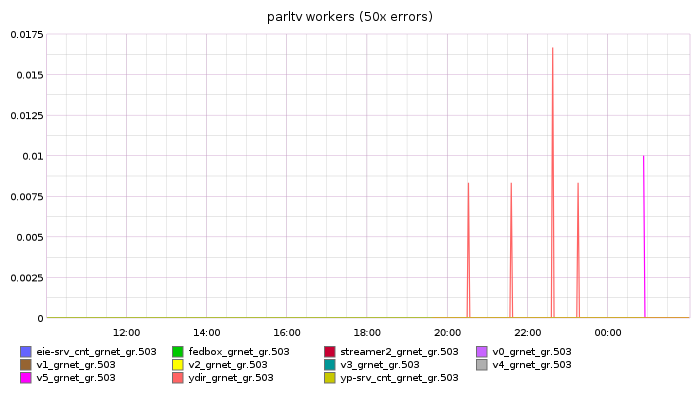 parltv workers (50x errors)
0.0175
0.015
0.0125
0.01
0.0075
0.005
0.0025
0
12:00 14:00 16:00 18:00 20:00 22:00 00:00
eie-srv_cnt_grnet_gr.503 fedbox_grnet_gr.503 streamer2_grnet_gr.503 v0_grnet_gr.503
v1_grnet_gr.503 v2_grnet_gr.503 v3_grnet_gr.503 v4_grnet_gr.503
v5_grnet_gr.503 ydir_grnet_gr.503 yp-srv_cnt_grnet_gr.503